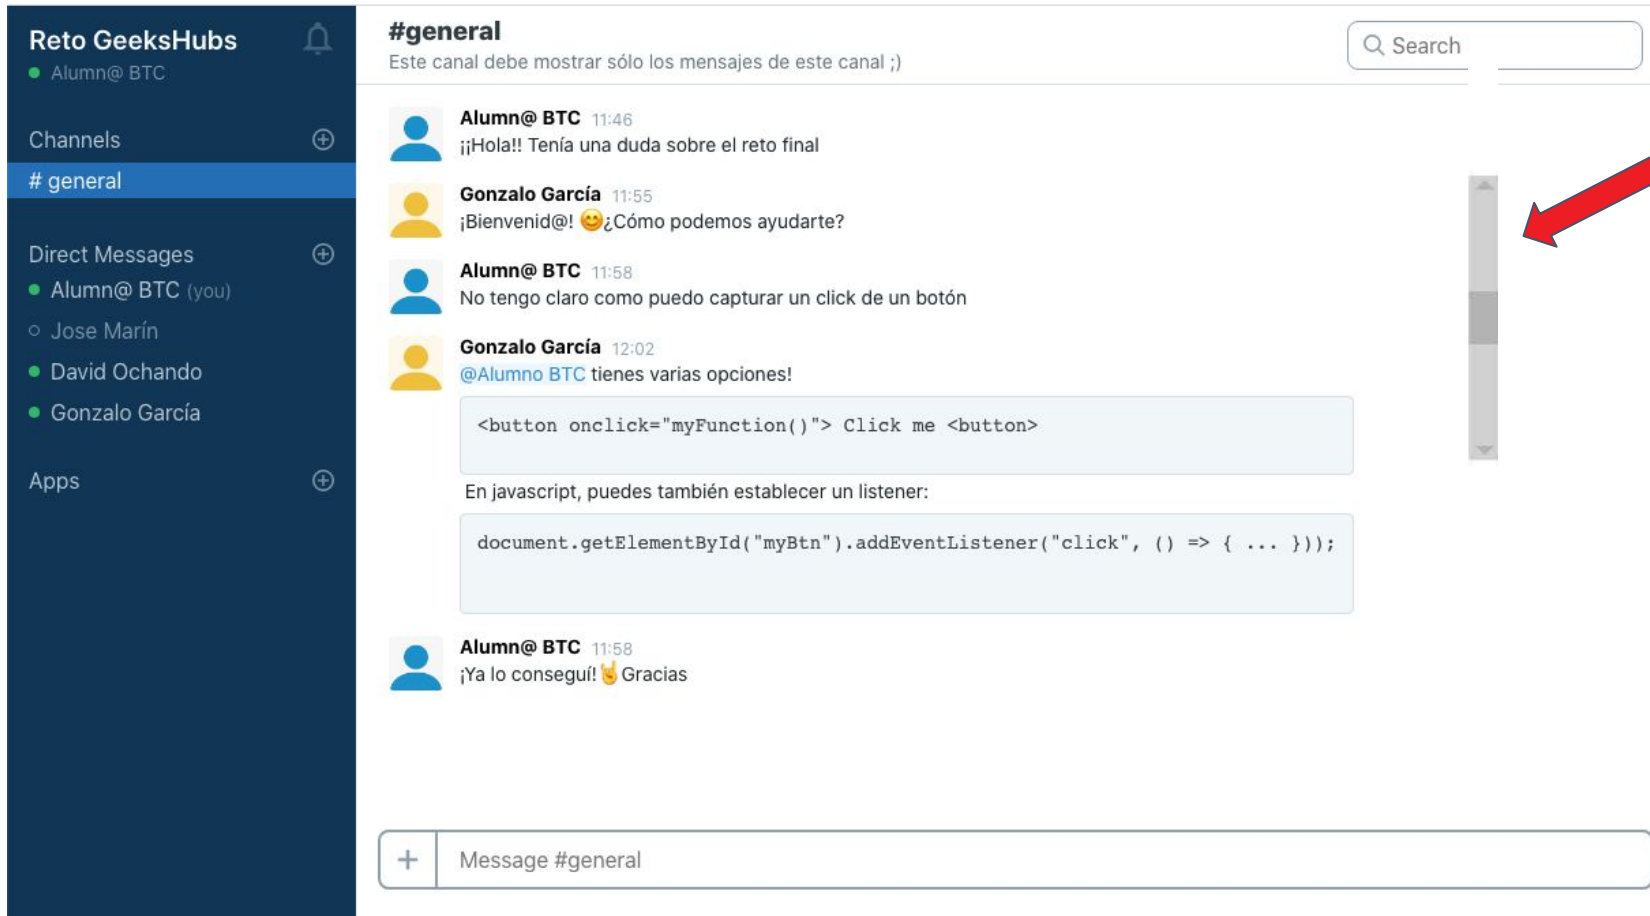 Reto GeeksHubs
Alumn@ BTC
Channels
# general
Direct Messages
Alumn@ BTC (you)
Jose Marín
David Ochando
Gonzalo García
Apps
#general
Este canal debe mostrar sólo los mensajes de este canal ;)
Search
Alumn@ BTC 11:46
¡¡Hola!! Tenía una duda sobre el reto final
Gonzalo García 11:55
¡Bienvenid@! 😊¿Cómo podemos ayudarte?
Alumn@ BTC 11:58
No tengo claro como puedo capturar un click de un botón
Gonzalo García 12:02
@Alumno BTC tienes varias opciones!
<button onclick="myFunction()"> Click me <button>
En javascript, puedes también establecer un listener:
document.getElementById("myBtn").addEventListener("click", () => { ... }));
Alumn@ BTC 11:58
¡Ya lo conseguí!🤘Gracias
Message #general